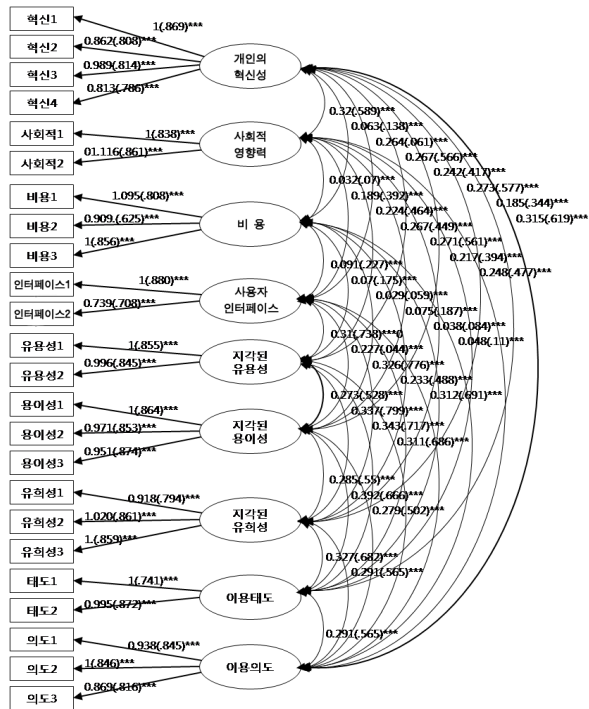 혁신1
혁신2
혁신3
혁신4
사회적1
사회적2
비용1
비용2
비용3
인터페이스1
인터페이스2
유용성1
유용성2
용이성1
용이성2
용이성3
유희성1
유희성2
유희성3
태도1
태도2
의도1
의도2
의도3
1(.869)***
0.862(.808)***
0.989(.814)***
0.813(.786)***
1(.838)***
01.116(.861)***
1.095(.808)***
0.909(.625)***
1(.856)***
1(.880)***
0.739(.708)***
1(.855)***
0.996(.845)***
1(.864)***
0.971(.853)***
0.951(.874)***
0.918(.794)***
1.020(.861)***
1.(.859)***
1(.741)***
0.995(.872)***
0.938(.845)***
1(.846)***
0.869(.816)***
개인의
혁신성
사회적
영향력
비 용
사용자
인터페이스
지각된
유용성
지각된
용이성
지각된
유희성
이용태도
이용의도
0.32(.589)***
0.063(.138)***
0.264(.061)***
0.267(.566)***
0.242(.417)***
0.273(.577)***
0.185(.344)***
0.315(.619)***
0.032(.07)***
0.189(.392)***
0.224(.464)***
0.267(.449)***
0.271(.561)***
0.217(.394)***
0.248(.477)***
0.091(.227)***
0.07(.175)***
0.029(.059)***
0.075(.187)***
0.038(.084)***
0.048(.11)***
0.31(.738)***0
0.227(.044)***
0.326(.776)***
0.233(.488)***
0.312(.691)***
0.273(.528)***
0.337(.799)***
0.343(.717)***
0.311(.686)***
0.285(.55)***
0.392(.666)***
0.279(.502)***
0.327(.682)***
0.291(.565)***
0.291(.565)***